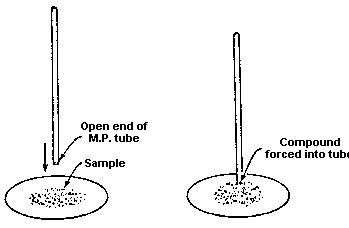 Open end of
M.P. tube
Sample
Compound
forced into tube